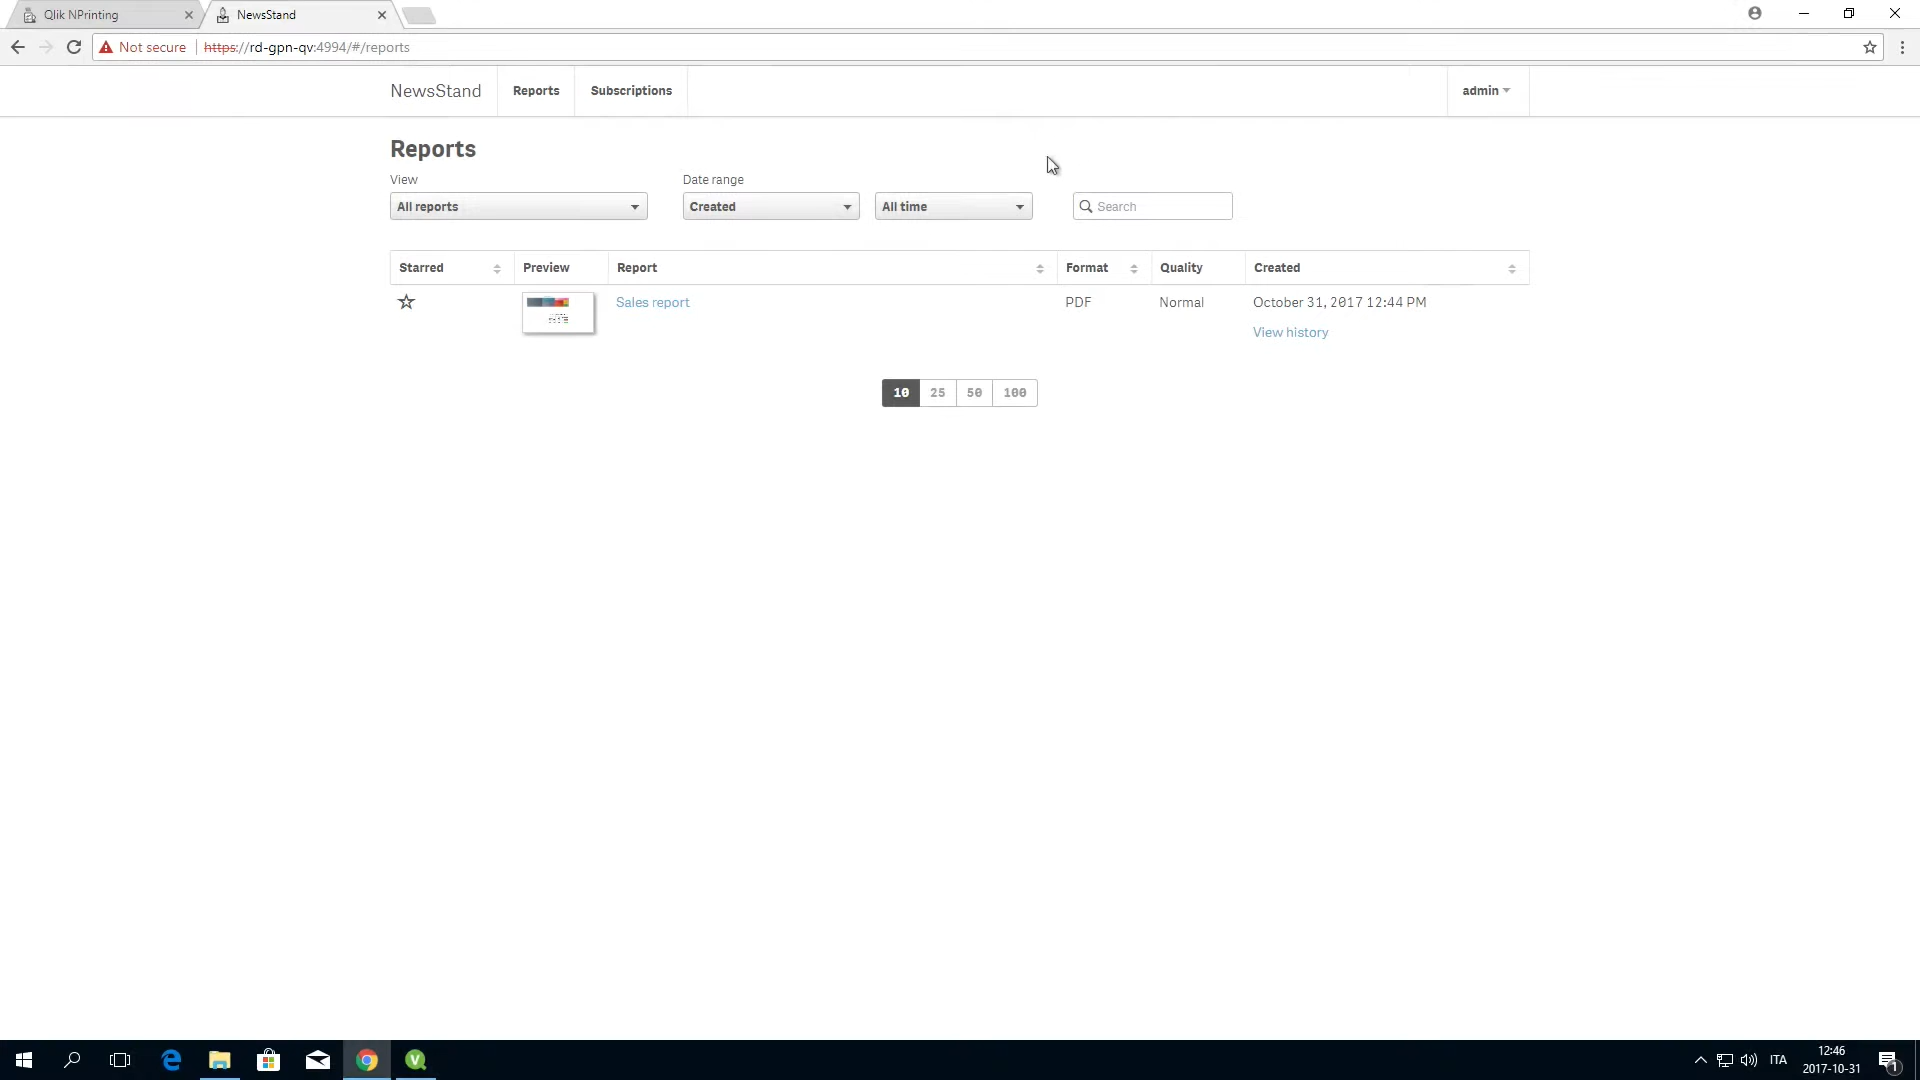 Qlik NPrinting
NewsStand
Not secure
https://rd-gpn-qv:4994/#/reports
NewsStand
Reports
Subscriptions
admin
Reports
View
Date range
All reports
Created
All time
Search
Starred
Preview
Report
Format
Quality
Created
Sales report
PDF
Normal
October 31, 2017 12:44 PM
View history
10
25
50
100
ITA
12:46
2017-10-31
1